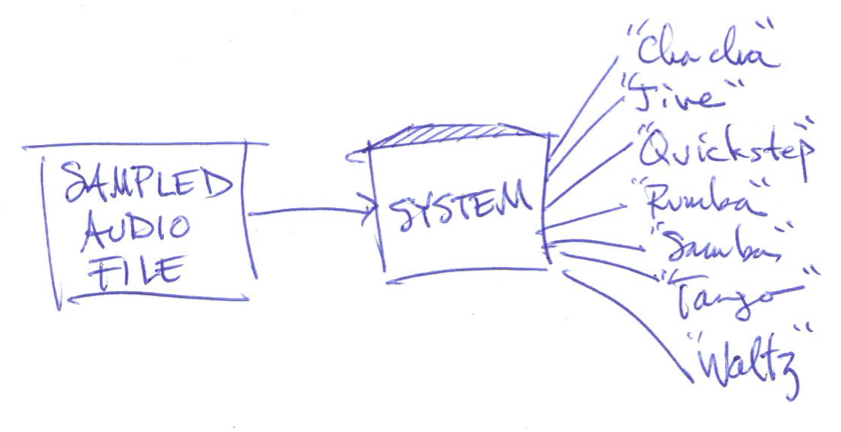 SAMPLED
AUDIO
FILE
SYSTEM
"Cha cha"
"Jive"
"Quickstep"
"Rumba"
"Samba"
"Tango"
"Waltz"